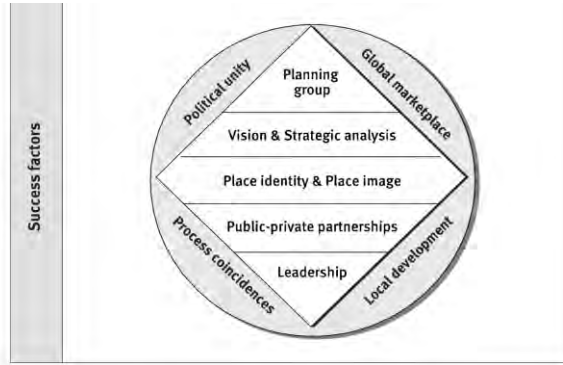 Success factors
Political unity
Global marketplace
Planning
group
Vision & Strategic analysis
Place identity & Place image
Public-private partnerships
Leadership
Process coincidences
Local development